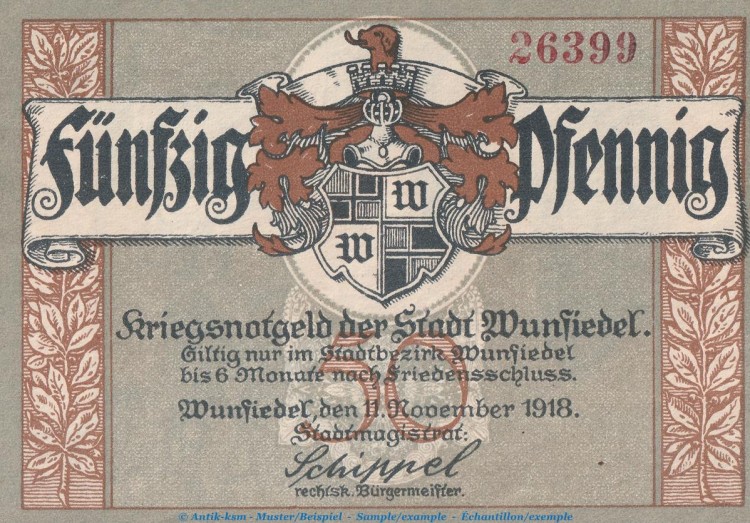 26399
Fünfzig Pfennig
W
W
50
Kriegsnotgeld der Stadt Wunsiedel.
Giltig nur im Stadtbezirk Wunsiedel
bis 6 Monate nach Friedensschluss.
Wunsiedel, den 11. November 1918.
Stadtmagistrat:
Schippel
rechtsk. Bürgermeister.
© Antik-ksm - Muster/Beispiel - Sample/example - Échantillon/exemple